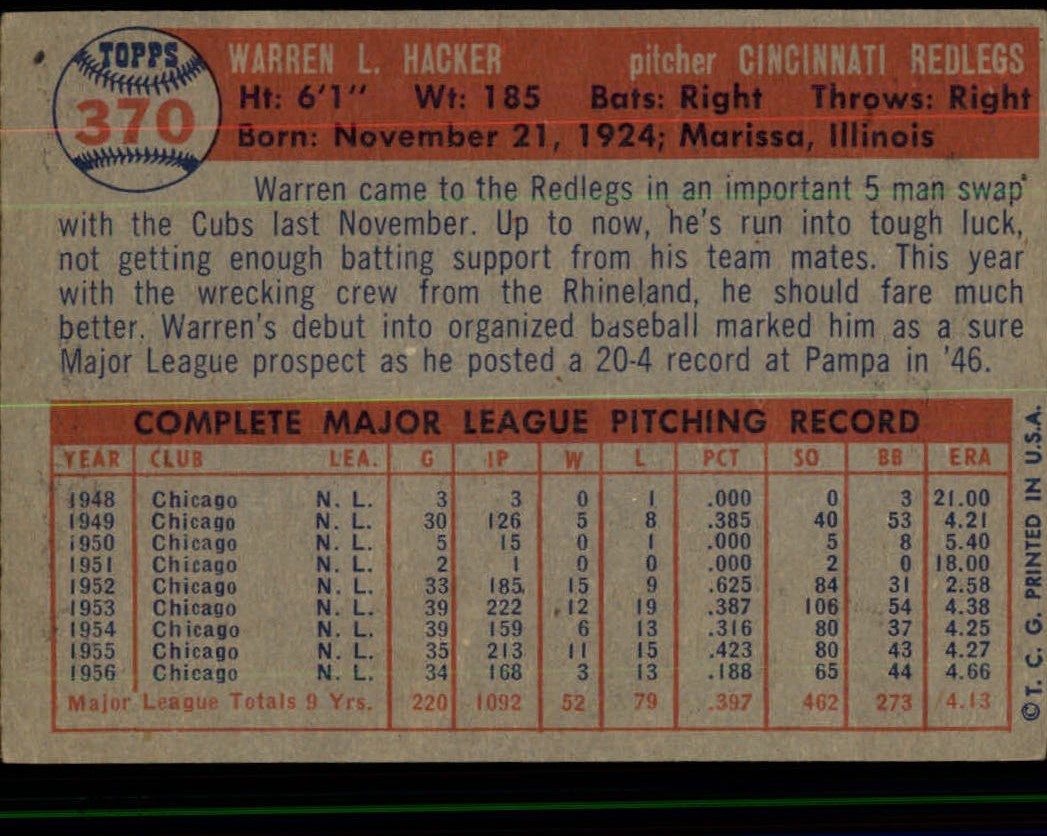 TOPPS
370
WARREN L. HACKER pitcher CINCINNATI REDLEGS
Ht: 6'1" Wt: 185 Bats: Right Throws: Right
Born: November 21, 1924; Marissa, Illinois
Warren came to the Redlegs in an important 5 man swap
with the Cubs last November. Up to now, he's run into tough luck,
not getting enough batting support from his team mates. This year
with the wrecking crew from the Rhineland, he should fare much
better. Warren's debut into organized baseball marked him as a sure
Major League prospect as he posted a 20-4 record at Pampa in '46.
COMPLETE MAJOR LEAGUE PITCHING RECORD
YEAR CLUB LEA. G IP W L PCT SO BB ERA
1948 Chicago N. L. 3 3 0 1 .000 0 3 21.00
1949 Chicago N. L. 30 126 5 8 .385 40 53 4.21
1950 Chicago N. L. 5 15 0 1 .000 5 8 5.40
1951 Chicago N. L. 2 1 0 0 .000 2 0 18.00
1952 Chicago N. L. 33 185 15 9 .625 84 31 2.58
1953 Chicago N. L. 39 222 12 19 .387 106 54 4.38
1954 Chicago N. L. 39 159 6 13 .316 80 37 4.25
1955 Chicago N. L. 35 213 11 15 .423 80 43 4.27
1956 Chicago N. L. 34 168 3 13 .188 65 44 4.66
Major League Totals 9 Yrs. 220 1092 52 79 .397 462 273 4.13
©T. C. G. PRINTED IN U.S.A.